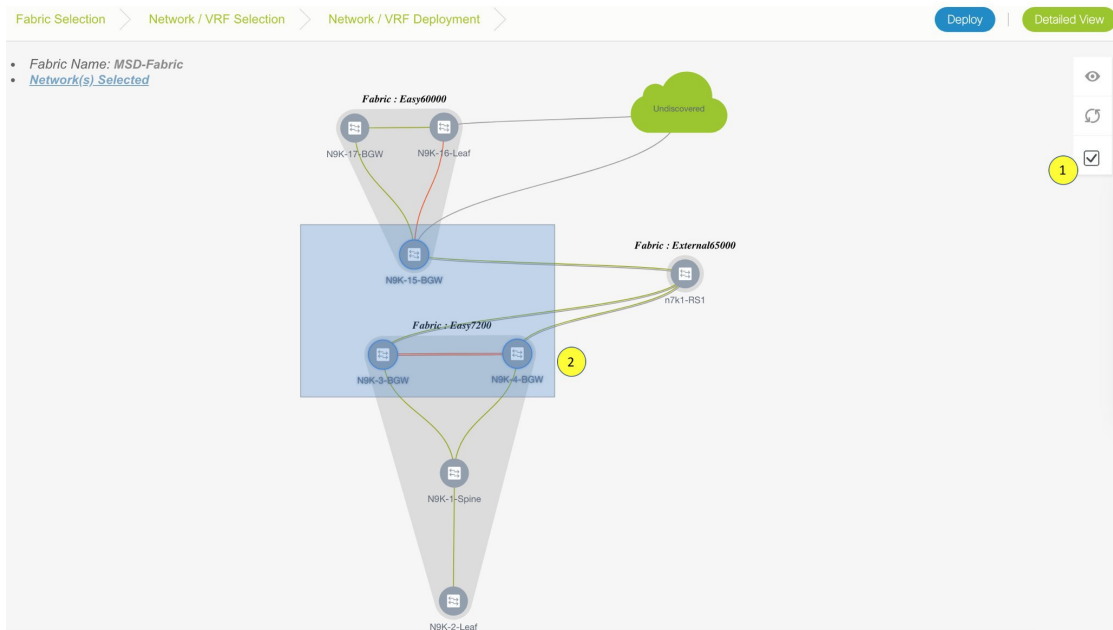 Fabric Selection
Network / VRF Selection
Network / VRF Deployment
Deploy
Detailed View
Fabric Name: MSD-Fabric
Network(s) Selected
Fabric : Easy60000
Undiscovered
N9K-17-BGW
N9K-16-Leaf
1
Fabric : External65000
N9K-15-BGW
n7k1-RS1
Fabric : Easy7200
2
N9K-3-BGW
N9K-4-BGW
N9K-1-Spine
N9K-2-Leaf